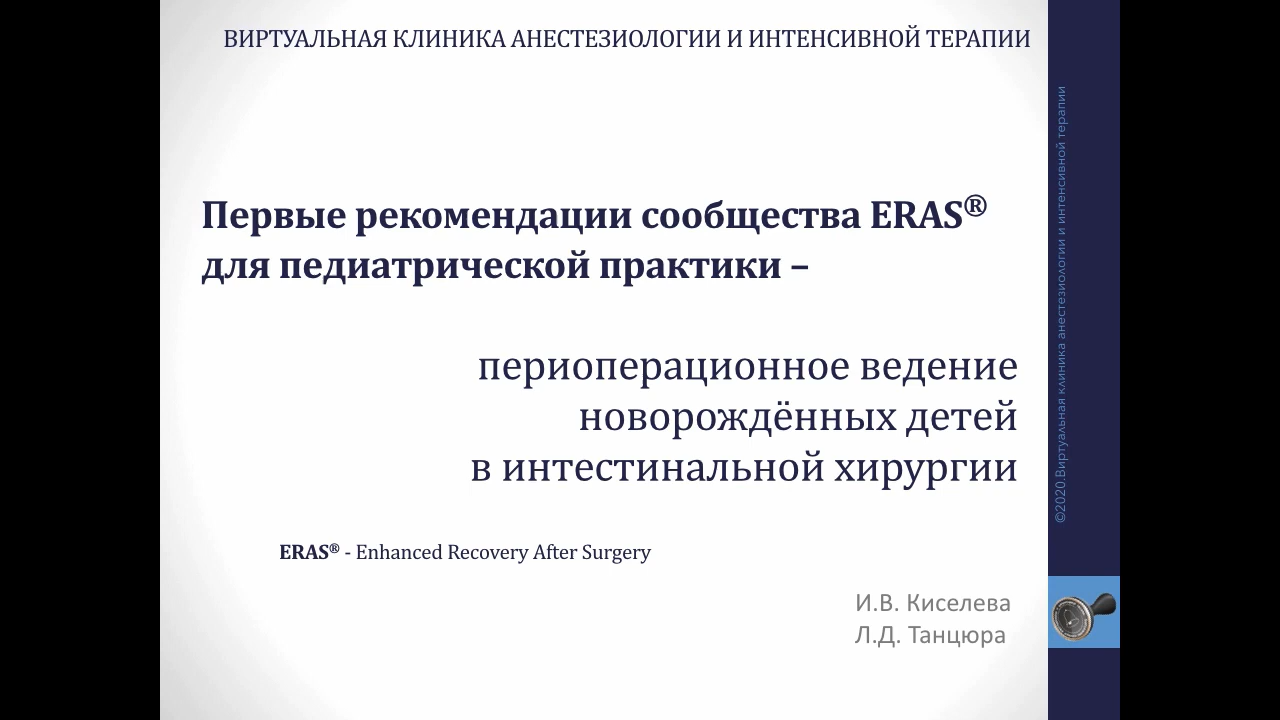 ВИРТУАЛЬНАЯ КЛИНИКА АНЕСТЕЗИОЛОГИИ И ИНТЕНСИВНОЙ ТЕРАПИИ
Первые рекомендации сообщества ERAS®
для педиатрической практики –
периоперационное ведение
новорождённых детей
в интестинальной хирургии
ERAS® - Enhanced Recovery After Surgery
И.В. Киселева
Л.Д. Танцюра
©2020.Виртуальная клиника анестезиологии и интенсивной терапии